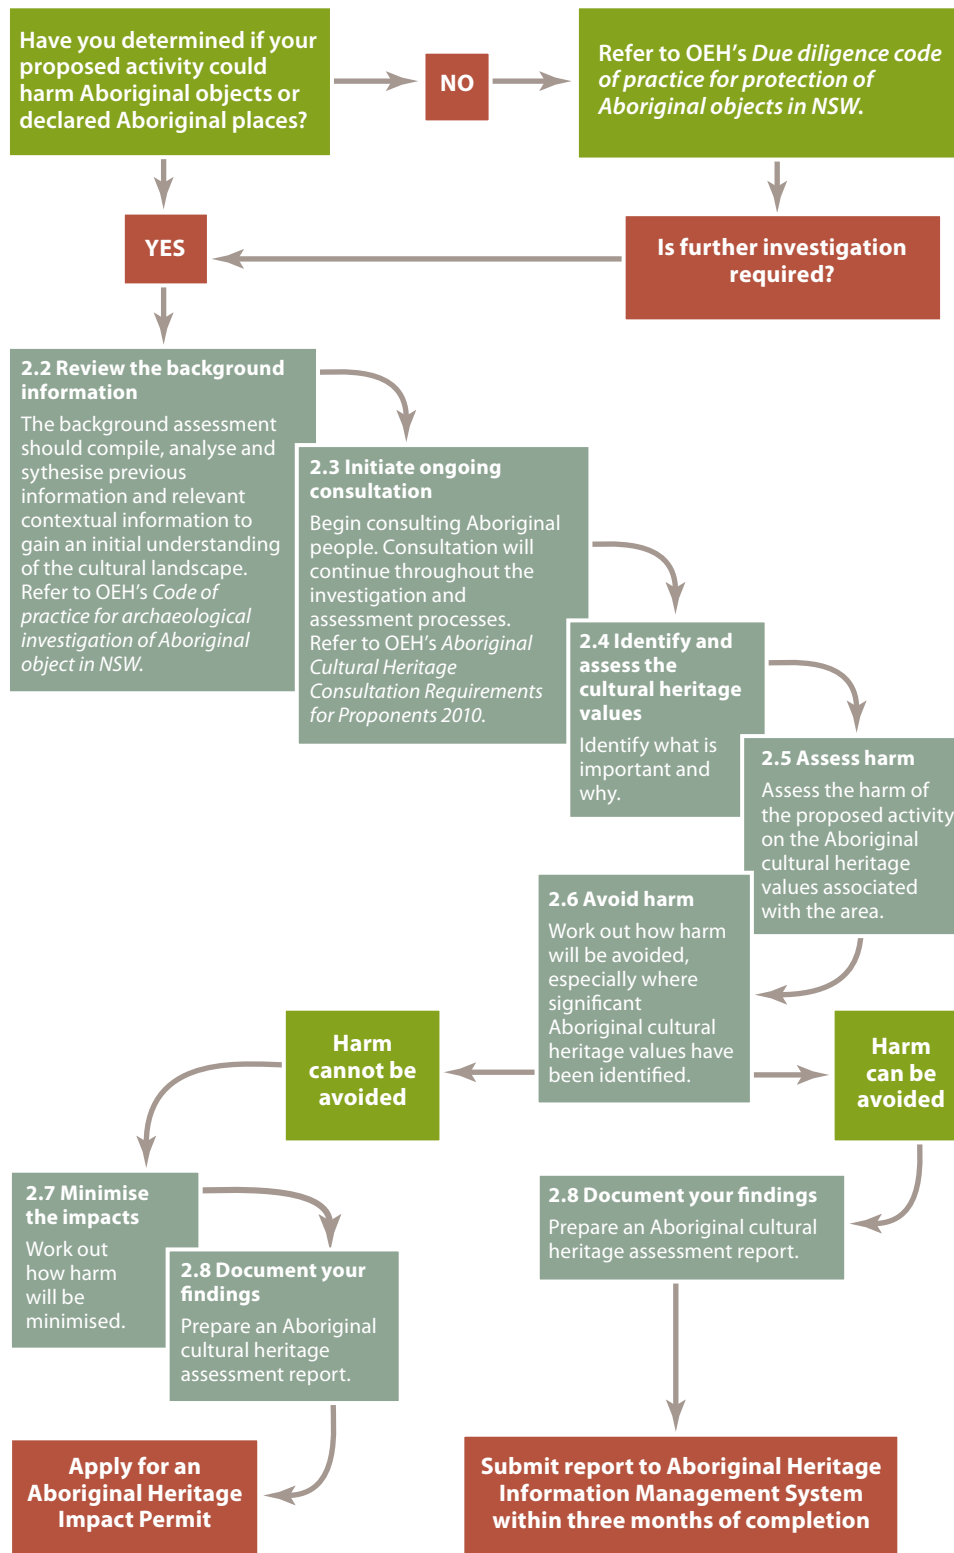 Have you determined if your
proposed activity could
harm Aboriginal objects or
declared Aboriginal places?
NO
Refer to OEH's Due diligence code
of practice for protection of
Aboriginal objects in NSW.
YES
Is further investigation
required?
2.2 Review the background
information
The background assessment
should compile, analyse and
sythesise previous
information and relevant
contextual information to
gain an initial understanding
of the cultural landscape.
Refer to OEH's Code of
practice for archaeological
investigation of Aboriginal
object in NSW.
2.3 Initiate ongoing
consultation
Begin consulting Aboriginal
people. Consultation will
continue throughout the
investigation and
assessment processes.
Refer to OEH's Aboriginal
Cultural Heritage
Consultation Requirements
for Proponents 2010.
2.4 Identify and
assess the
cultural heritage
values
Identify what is
important and
why.
2.5 Assess harm
Assess the harm of
the proposed activity
on the Aboriginal
cultural heritage
values associated
with the area.
2.6 Avoid harm
Work out how harm
will be avoided,
especially where
significant
Aboriginal cultural
heritage values have
been identified.
Harm
cannot be
avoided
Harm
can be
avoided
2.7 Minimise
the impacts
Work out
how harm
will be
minimised.
2.8 Document your
findings
Prepare an Aboriginal
cultural heritage
assessment report.
2.8 Document your findings
Prepare an Aboriginal cultural
heritage assessment report.
Apply for an
Aboriginal Heritage
Impact Permit
Submit report to Aboriginal Heritage
Information Management System
within three months of completion